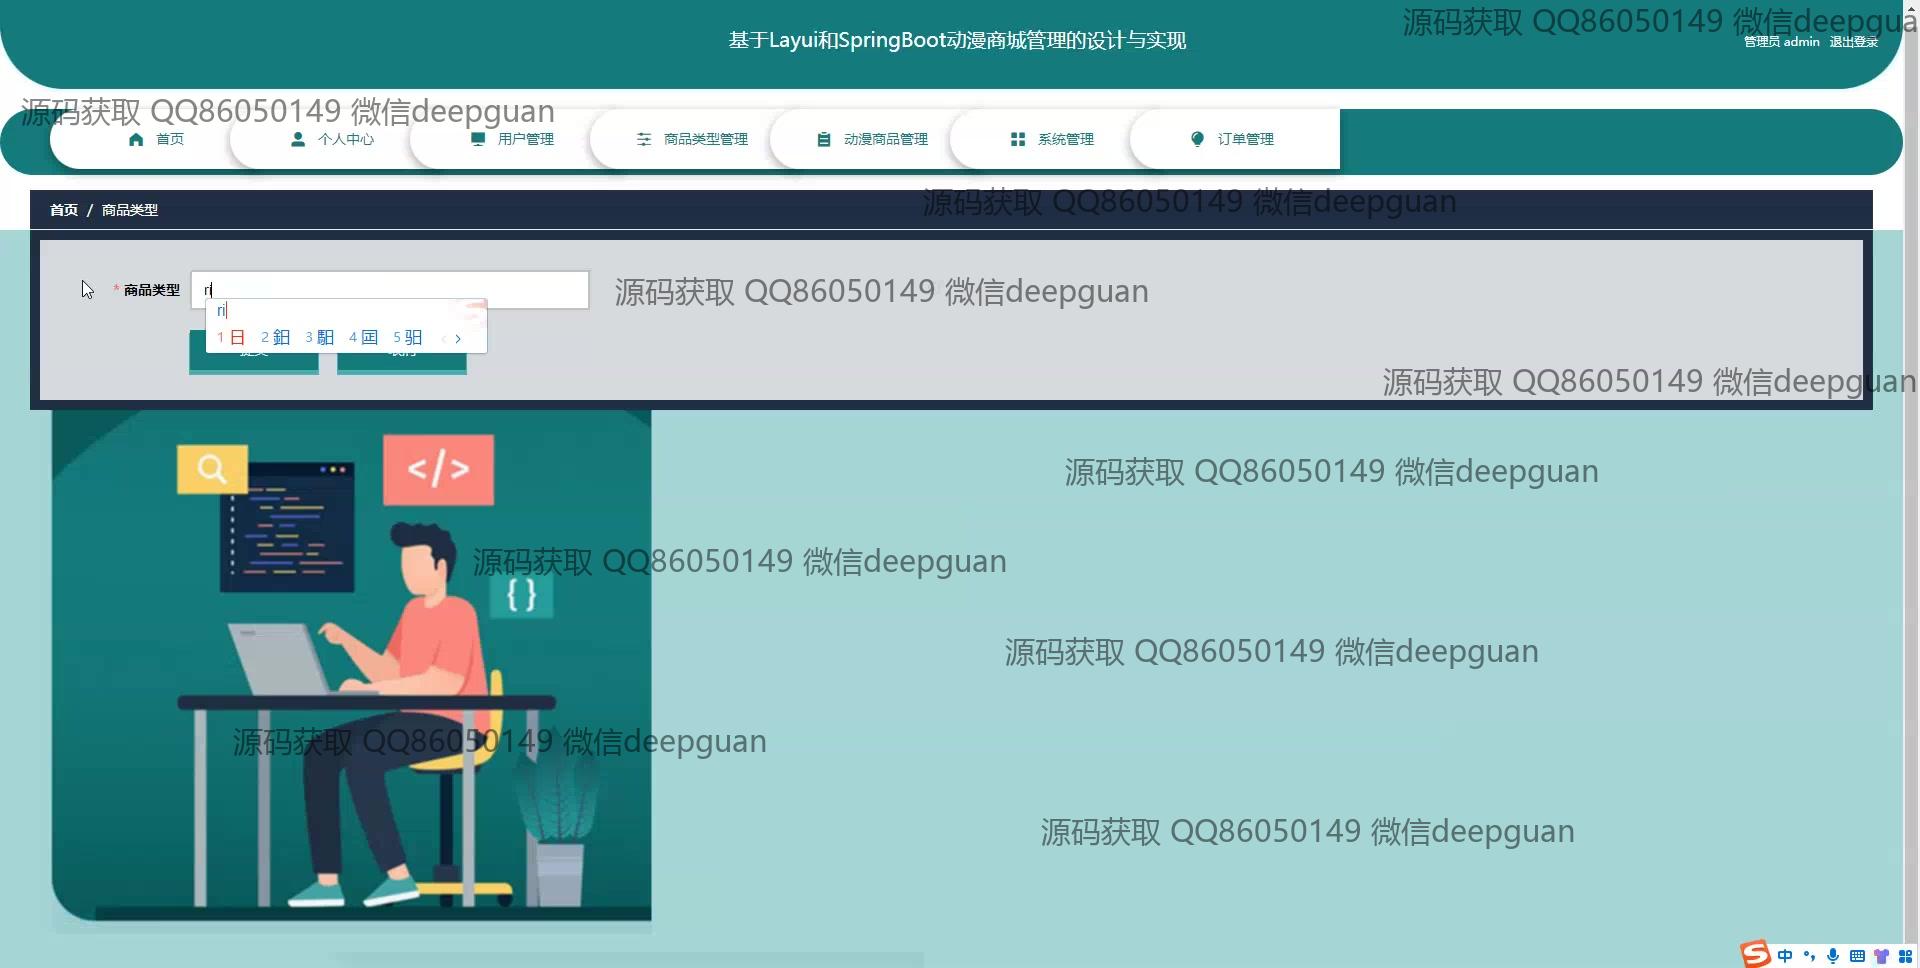 基于Layui和SpringBoot动漫商城管理的设计与实现
源码获取 QQ86050149 微信deepgua
管理员 admin 退出登录
源码获取 QQ86050149 微信deepguan
首页 个人中心 用户管理 商品类型管理 动漫商品管理 系统管理 订单管理
源码获取 QQ86050149 微信deepguan
首页 / 商品类型
* 商品类型 ri
源码获取 QQ86050149 微信deepguan
ri
1 日 2 鈤 3 馹 4 囸 5 驲
源码获取 QQ86050149 微信deepguan
</>
源码获取 QQ86050149 微信deepguan
源码获取 QQ86050149 微信deepguan
{ }
源码获取 QQ86050149 微信deepguan
源码获取 QQ86050149 微信deepguan
源码获取 QQ86050149 微信deepguan
S 中